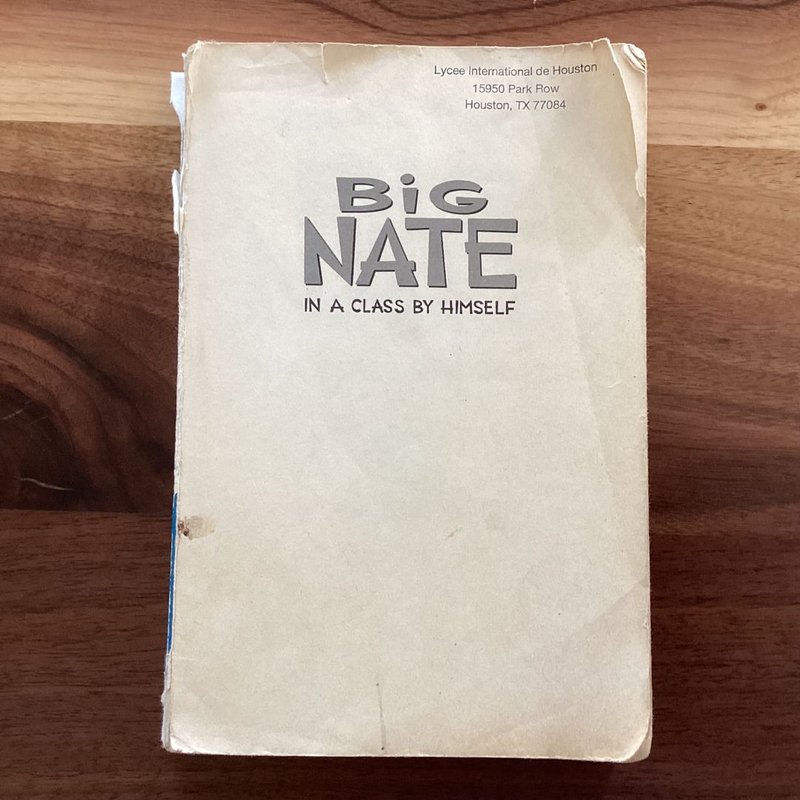 Lycee International de Houston
15950 Park Row
Houston, TX 77084
BiG
NATE
IN A CLASS BY HIMSELF